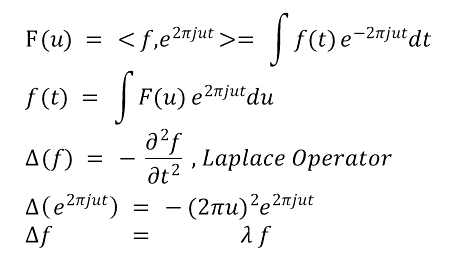 F(u) = < f,e^{2πjut} >= ∫ f(t) e^{−2πjut} dt
f(t) = ∫ F(u) e^{2πjut} du
Δ(f) = − ∂²f/∂t² , Laplace Operator
Δ(e^{2πjut}) = − (2πu)² e^{2πjut}
Δf = λ f